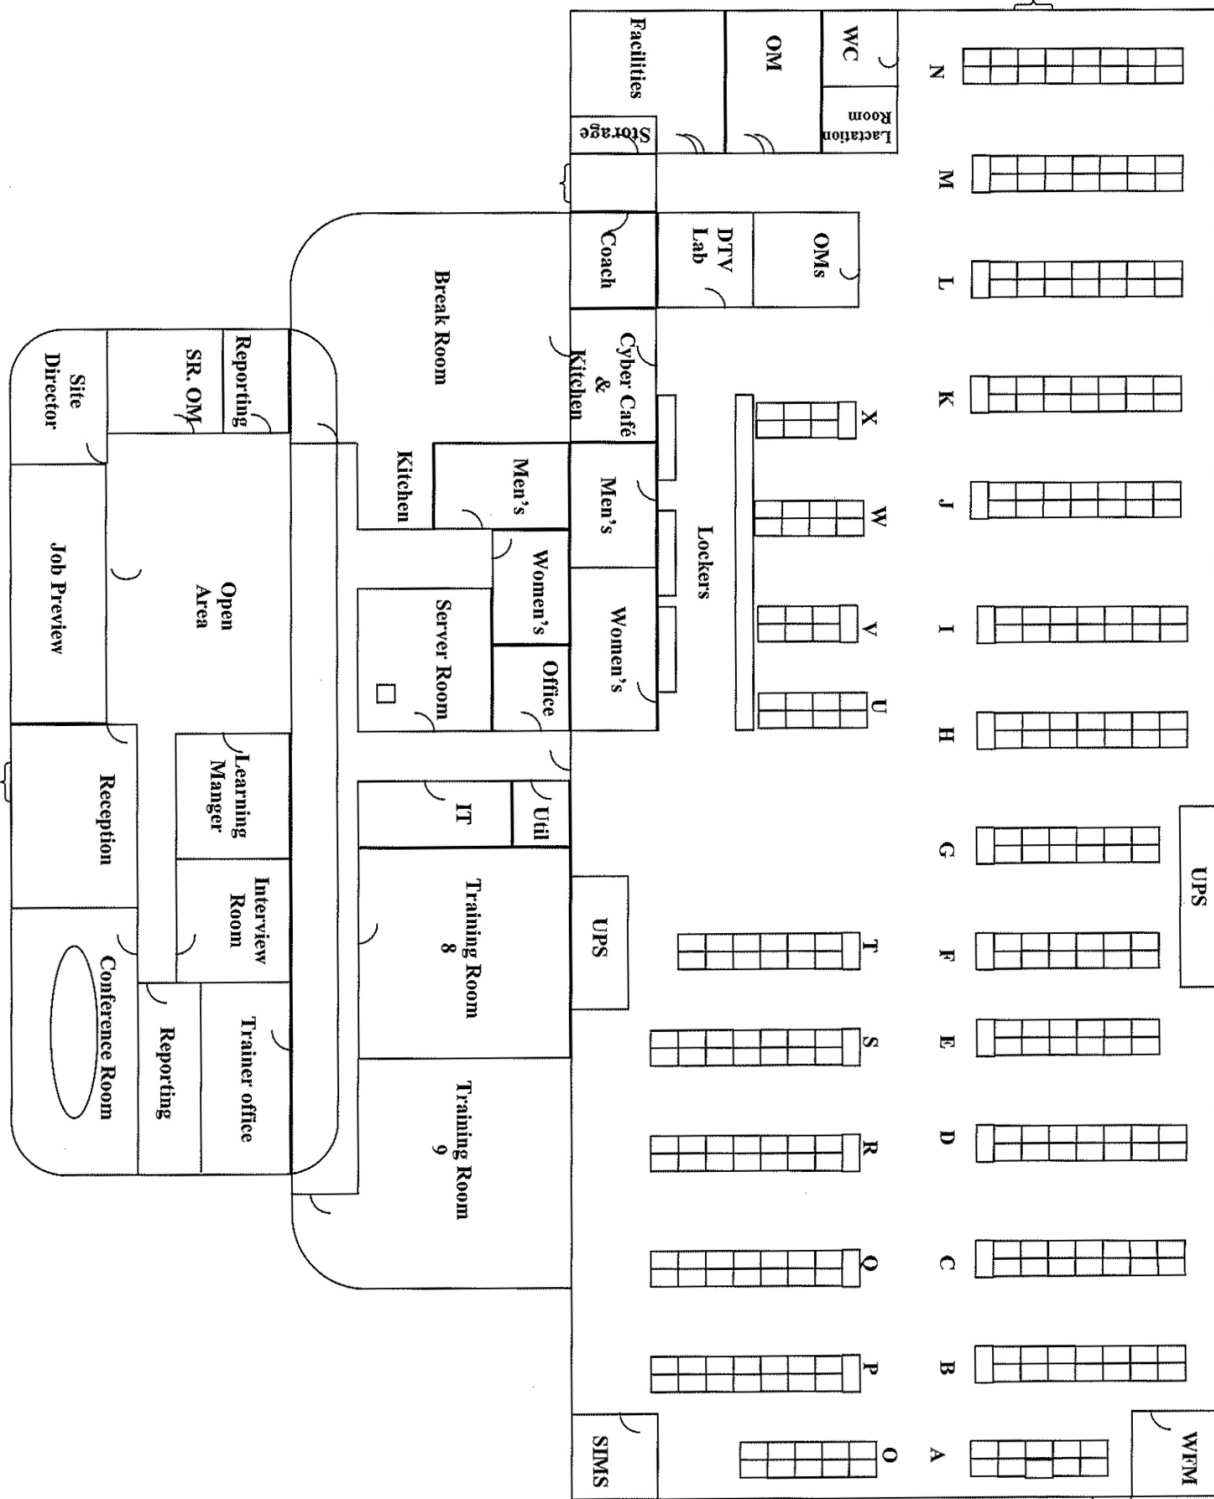 Facilities
OM
WC
Lactation
Room
Storage
N
M
L
K
J
I
H
G
F
E
D
C
B
A
Coach
DTV
Lab
OMs
Break Room
Cyber Café
&
Kitchen
X
W
V
U
Lockers
Men's
Women's
Reporting
SR. OM
Site
Director
Kitchen
Men's
Women's
Office
Server Room
Open
Area
Job Preview
Learning
Manger
Reception
IT
Util
UPS
UPS
Interview
Room
Training Room
8
Conference Room
Reporting
Trainer office
Training Room
9
T
S
R
Q
P
O
SIMS
WFM